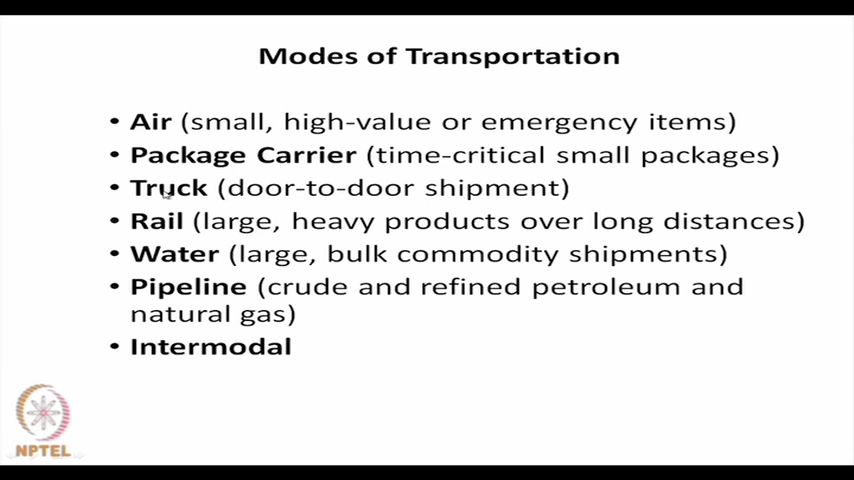 Modes of Transportation
• Air (small, high-value or emergency items)
• Package Carrier (time-critical small packages)
• Truck (door-to-door shipment)
• Rail (large, heavy products over long distances)
• Water (large, bulk commodity shipments)
• Pipeline (crude and refined petroleum and
natural gas)
• Intermodal
NPTEL